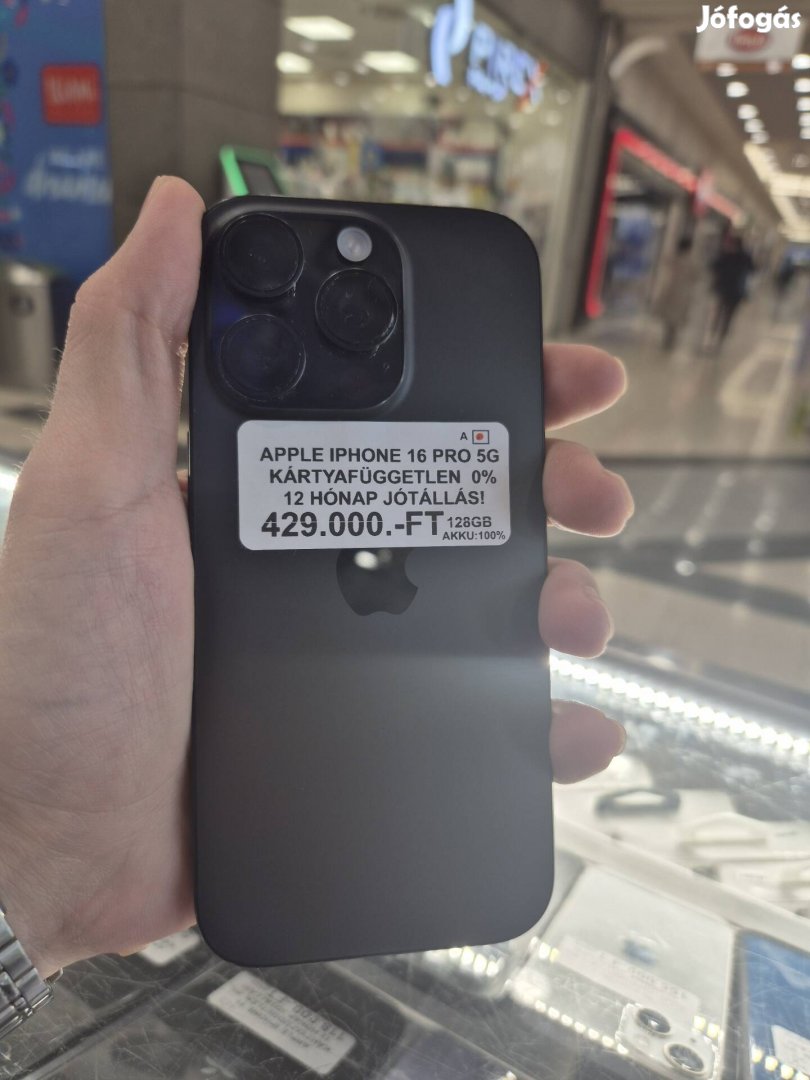 Jófogás
A
APPLE IPHONE 16 PRO 5G
KÁRTYAFÜGGETLEN 0%
12 HÓNAP JÓTÁLLÁS!
429.000.-FT 128GB
AKKU:100%